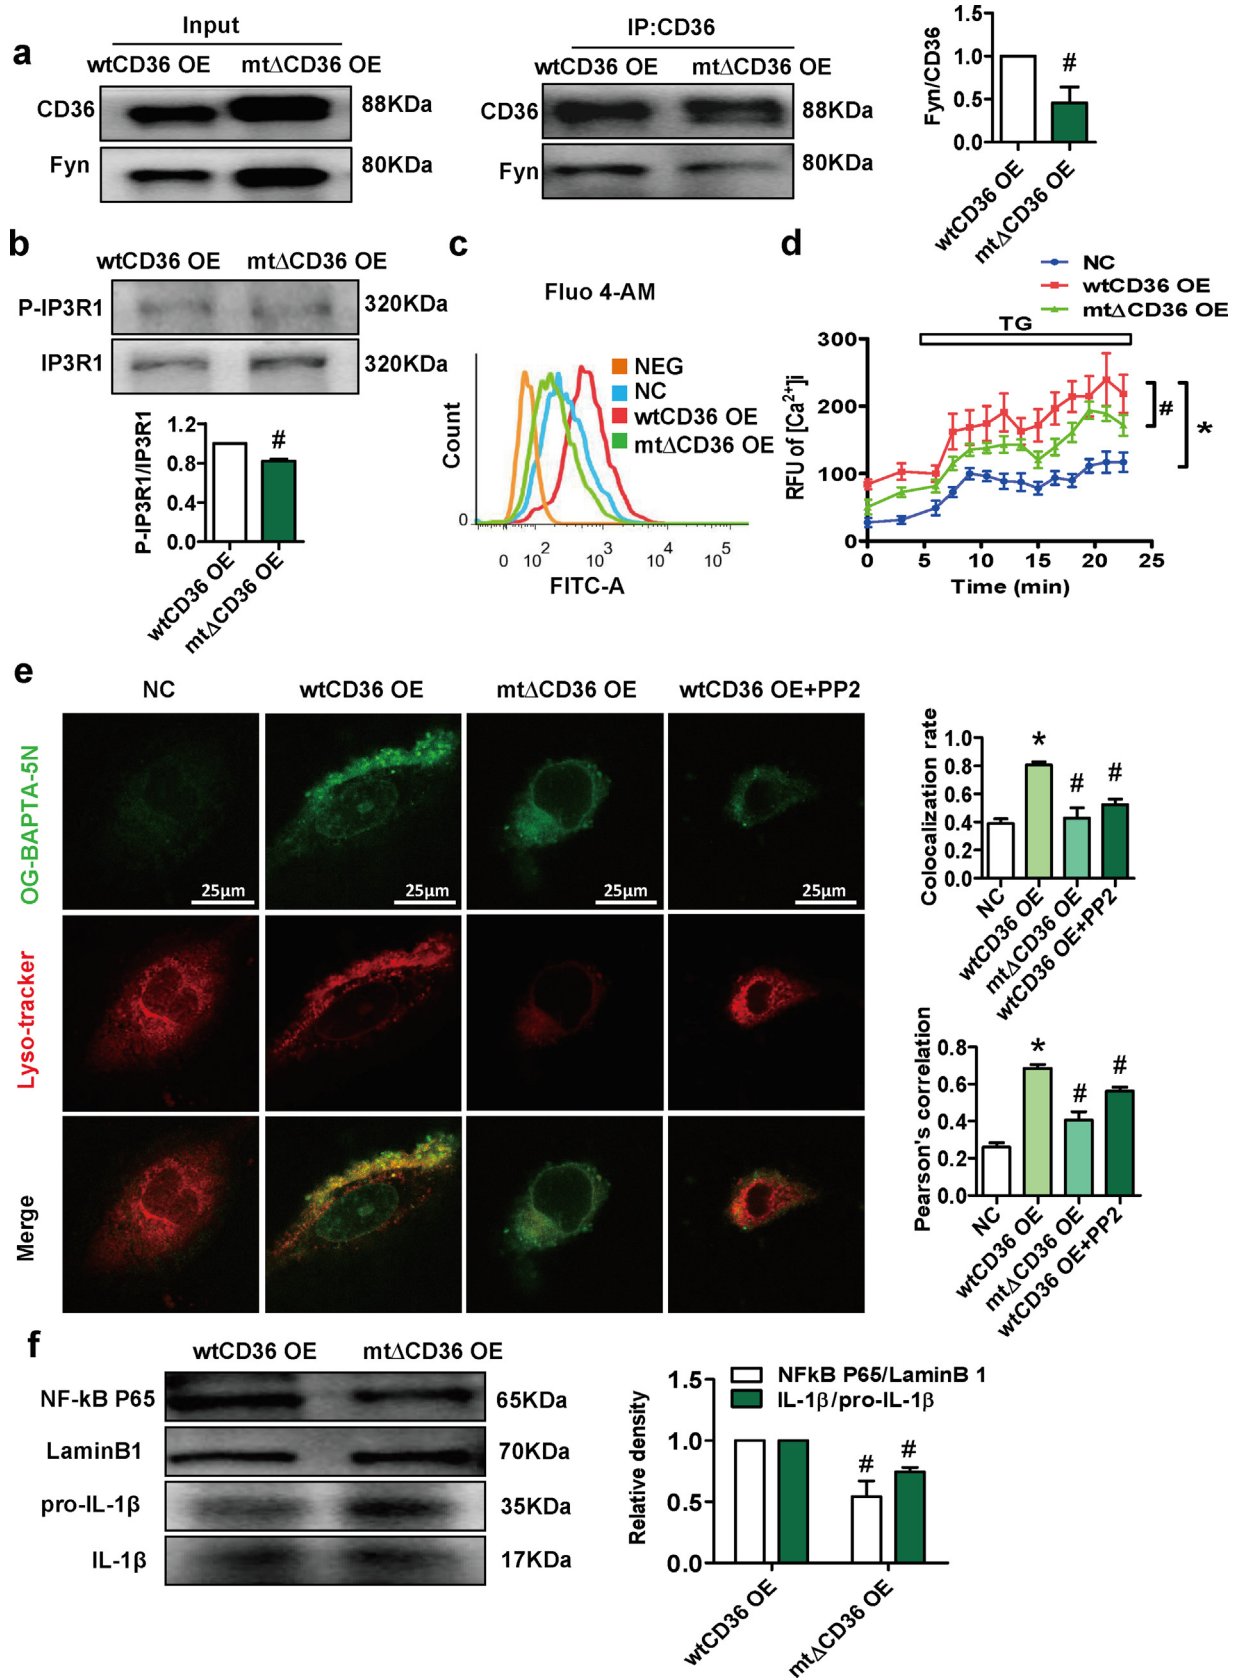 a
Input
wtCD36 OE mtΔCD36 OE
CD36 88KDa
Fyn 80KDa
IP:CD36
wtCD36 OE mtΔCD36 OE
CD36 88KDa
Fyn 80KDa
Fyn/CD36
1.5
1.0
0.5
0.0
#
wtCD36 OE
mtΔCD36 OE
b
wtCD36 OE mtΔCD36 OE
P-IP3R1 320KDa
IP3R1 320KDa
P-IP3R1/IP3R1
1.2
0.8
0.4
0.0
#
wtCD36 OE
mtΔCD36 OE
c
Fluo 4-AM
NEG
NC
wtCD36 OE
mtΔCD36 OE
Count
0
0 10² 10³ 10⁴ 10⁵
FITC-A
d
NC
wtCD36 OE
mtΔCD36 OE
TG
RFU of [Ca²⁺]i
300
200
100
0
# *
0 5 10 15 20 25
Time (min)
e
NC wtCD36 OE mtΔCD36 OE wtCD36 OE+PP2
OG-BAPTA-5N
25μm 25μm 25μm 25μm
Lyso-tracker
Merge
Colocalization rate
1.0
0.8
0.6
0.4
0.2
0.0
* # #
NC
wtCD36 OE
mtΔCD36 OE
wtCD36 OE+PP2
Pearson's correlation
0.8
0.6
0.4
0.2
0.0
* # #
NC
wtCD36 OE
mtΔCD36 OE
wtCD36 OE+PP2
f
wtCD36 OE mtΔCD36 OE
NF-kB P65 65KDa
LaminB1 70KDa
pro-IL-1β 35KDa
IL-1β 17KDa
NFkB P65/LaminB 1
IL-1β/pro-IL-1β
Relative density
1.5
1.0
0.5
0.0
# #
wtCD36 OE
mtΔCD36 OE